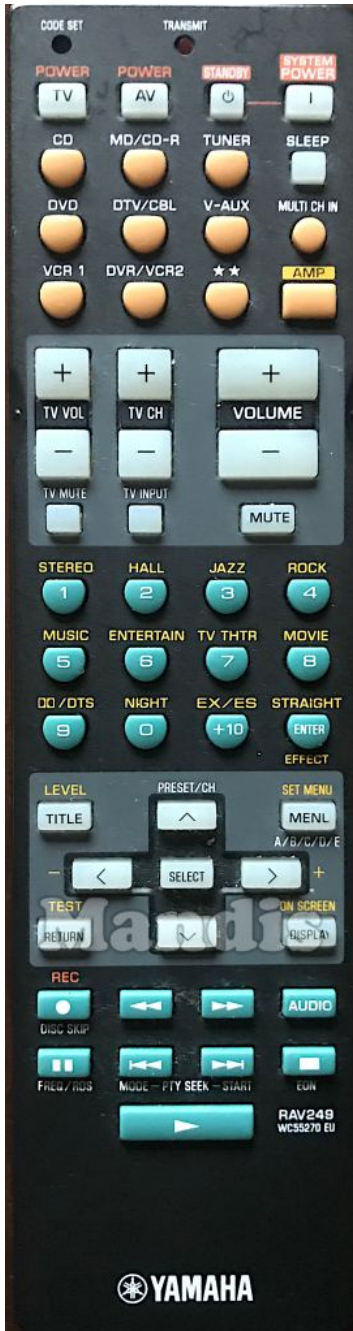 CODE SET TRANSMIT
POWER POWER STANDBY SYSTEM POWER
TV AV I
CD MD/CD-R TUNER SLEEP
DVD DTV/CBL V-AUX MULTI CH IN
VCR 1 DVR/VCR2 ★★ AMP
+ + +
TV VOL TV CH VOLUME
− − −
TV MUTE TV INPUT
MUTE
STEREO HALL JAZZ ROCK
1 2 3 4
MUSIC ENTERTAIN TV THTR MOVIE
5 6 7 8
DD/DTS NIGHT EX/ES STRAIGHT
9 0 +10 ENTER
EFFECT
LEVEL PRESET/CH SET MENU
TITLE MENU
A/B/C/D/E
− SELECT +
TEST ON SCREEN
RETURN DISPLAY
Mandis
REC
AUDIO
DISC SKIP
FREQ/RDS MODE – PTY SEEK – START EON
RAV249
WC55270 EU
YAMAHA